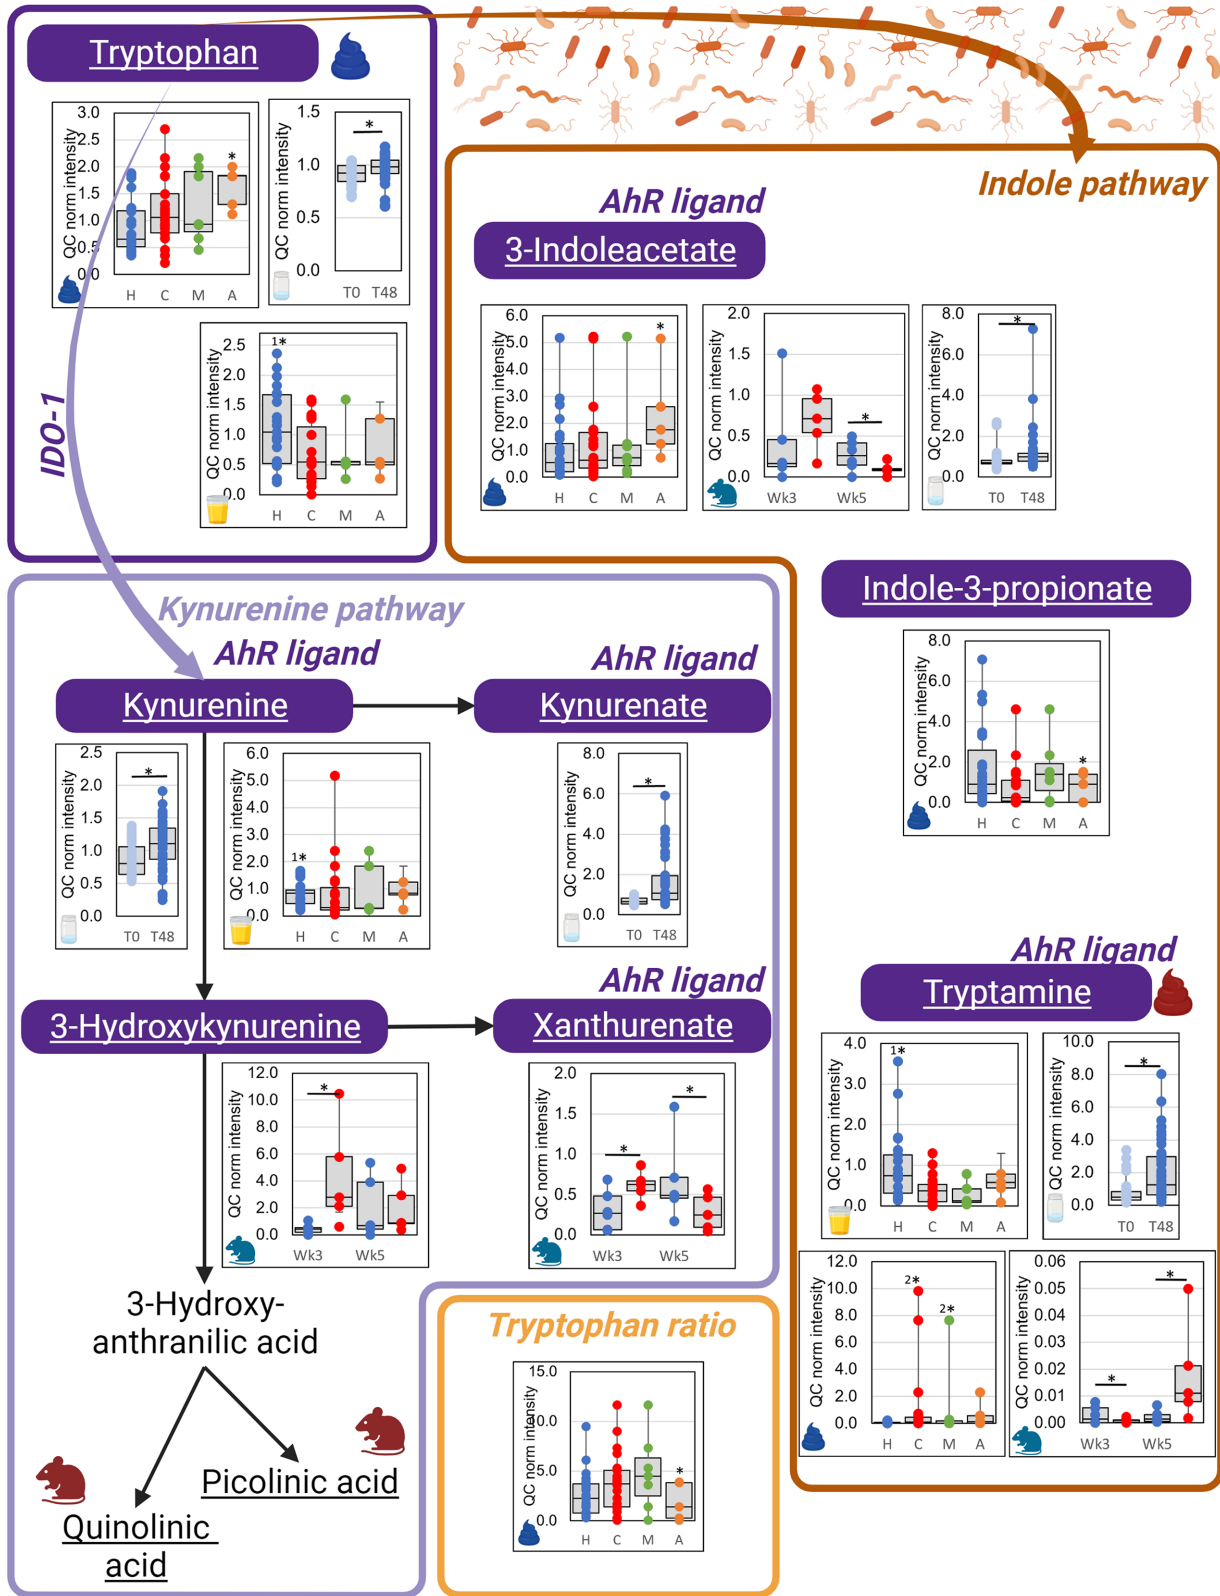 Tryptophan
3.0
2.5
2.0
1.5
1.0
0.5
0.0
QC norm intensity
H C M A
*
1.5
1.0
0.5
0.0
QC norm intensity
T0 T48
*
2.5
2.0
1.5
1.0
0.5
0.0
QC norm intensity
H C M A
1*
IDO-1
Indole pathway
AhR ligand
3-Indoleacetate
6.0
5.0
4.0
3.0
2.0
1.0
0.0
QC norm intensity
H C M A
*
2.0
1.5
1.0
0.5
0.0
QC norm intensity
Wk3 Wk5
*
8.0
6.0
4.0
2.0
0.0
QC norm intensity
T0 T48
*
Indole-3-propionate
8.0
6.0
4.0
2.0
0.0
QC norm intensity
H C M A
*
Kynurenine pathway
AhR ligand
Kynurenine
2.5
2.0
1.5
1.0
0.5
0.0
QC norm intensity
T0 T48
*
6.0
5.0
4.0
3.0
2.0
1.0
0.0
QC norm intensity
H C M A
1*
AhR ligand
Kynurenate
8.0
6.0
4.0
2.0
0.0
QC norm intensity
T0 T48
*
3-Hydroxykynurenine
12.0
10.0
8.0
6.0
4.0
2.0
0.0
QC norm intensity
Wk3 Wk5
*
AhR ligand
Xanthurenate
2.0
1.5
1.0
0.5
0.0
QC norm intensity
Wk3 Wk5
*
*
AhR ligand
Tryptamine
4.0
3.0
2.0
1.0
0.0
QC norm intensity
H C M A
1*
10.0
8.0
6.0
4.0
2.0
0.0
QC norm intensity
T0 T48
*
12.0
10.0
8.0
6.0
4.0
2.0
0.0
QC norm intensity
H C M A
2*
2*
0.06
0.05
0.04
0.03
0.02
0.01
0.00
QC norm intensity
Wk3 Wk5
*
*
3-Hydroxy-
anthranilic acid
Picolinic acid
Quinolinic
acid
Tryptophan ratio
15.0
10.0
5.0
0.0
QC norm intensity
H C M A
*